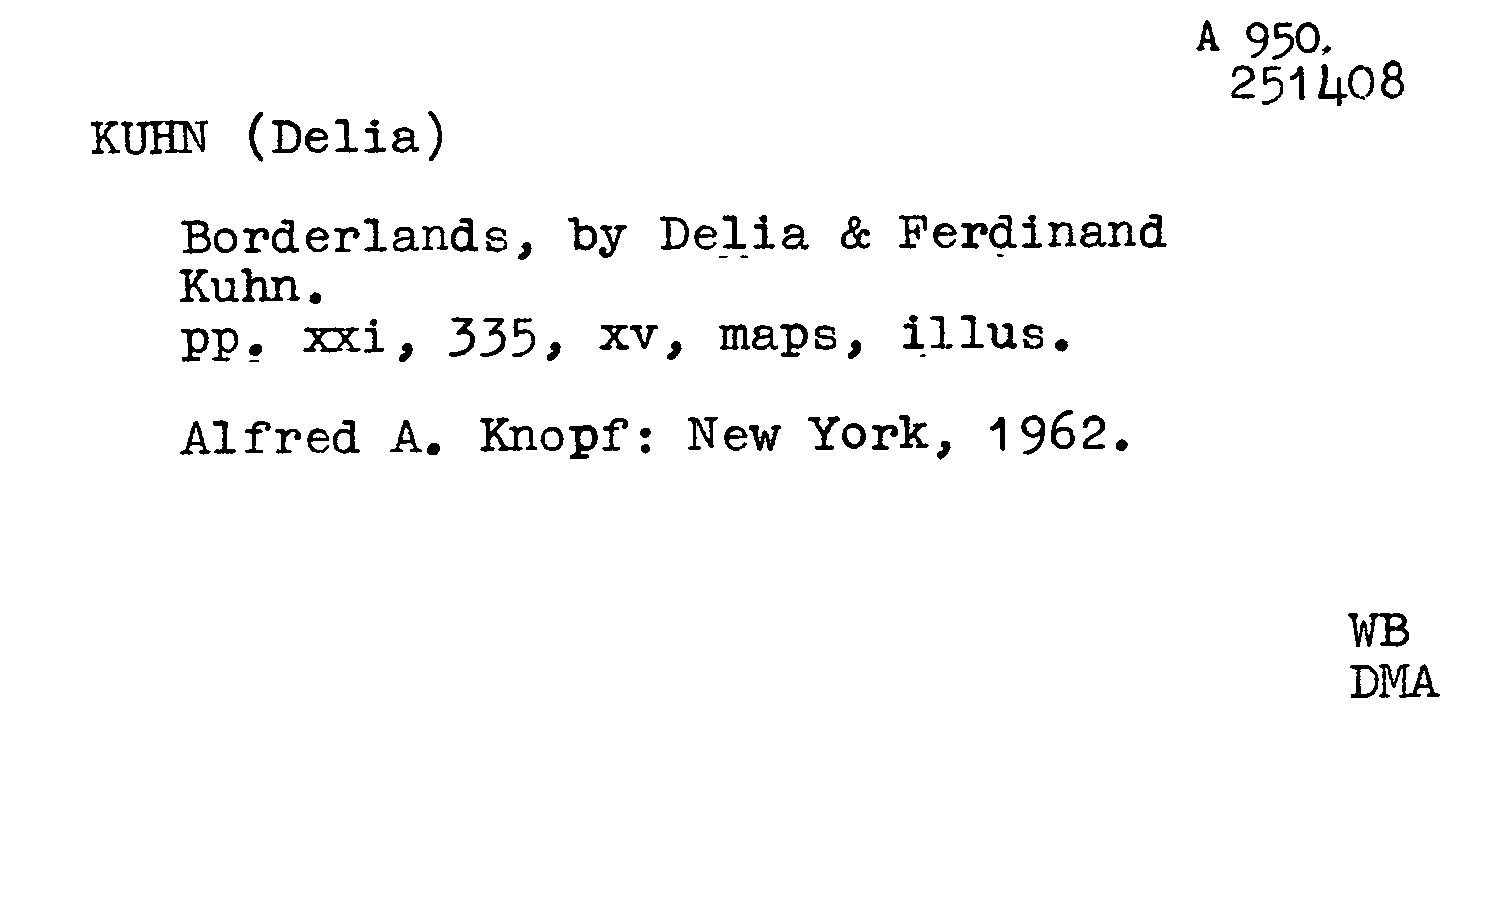 A 950.
251408
KUHN (Delia)
Borderlands, by Delia & Ferdinand
Kuhn.
pp. xxi, 335, xv, maps, illus.
Alfred A. Knopf: New York, 1962.
WB
DMA